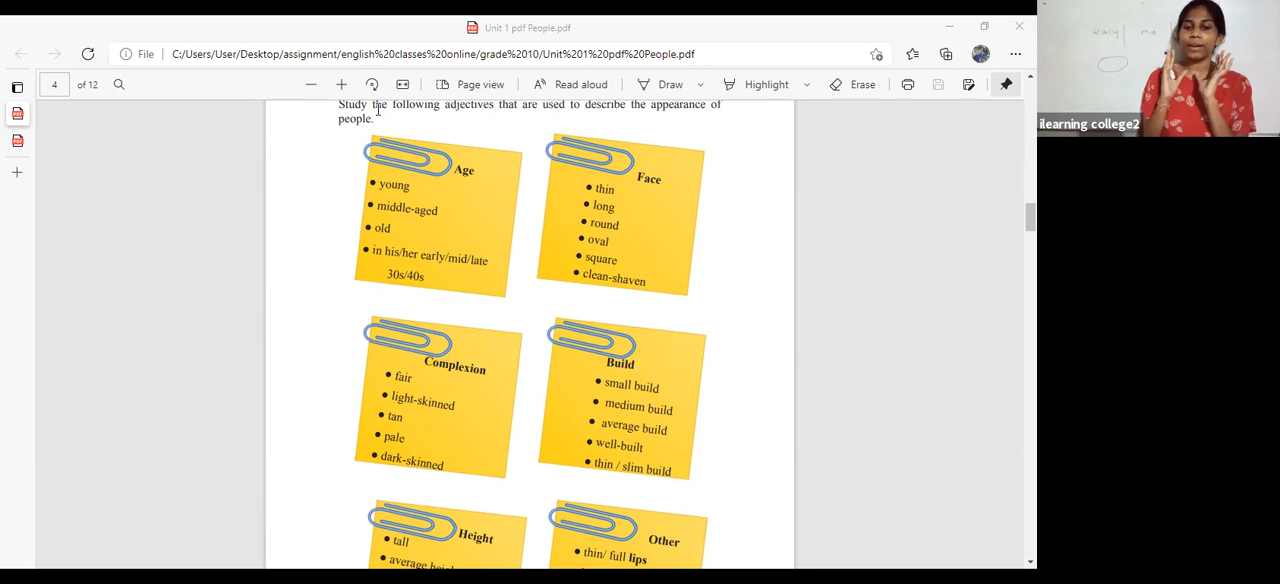 Unit 1 pdf People.pdf
File
C:/Users/User/Desktop/assignment/english%20classes%20online/grade%2010/Unit%201%20pdf%20People.pdf
4 of 12
Page view
Read aloud
Draw
Highlight
Erase
early/
ilearning college2
Study the following adjectives that are used to describe the appearance of
people.
Age
• young
• middle-aged
• old
• in his/her early/mid/late
30s/40s
Face
• thin
• long
• round
• oval
• square
• clean-shaven
Complexion
• fair
• light-skinned
• tan
• pale
• dark-skinned
Build
• small build
• medium build
• average build
• well-built
• thin / slim build
Height
• tall
• average
Other
• thin/ full lips